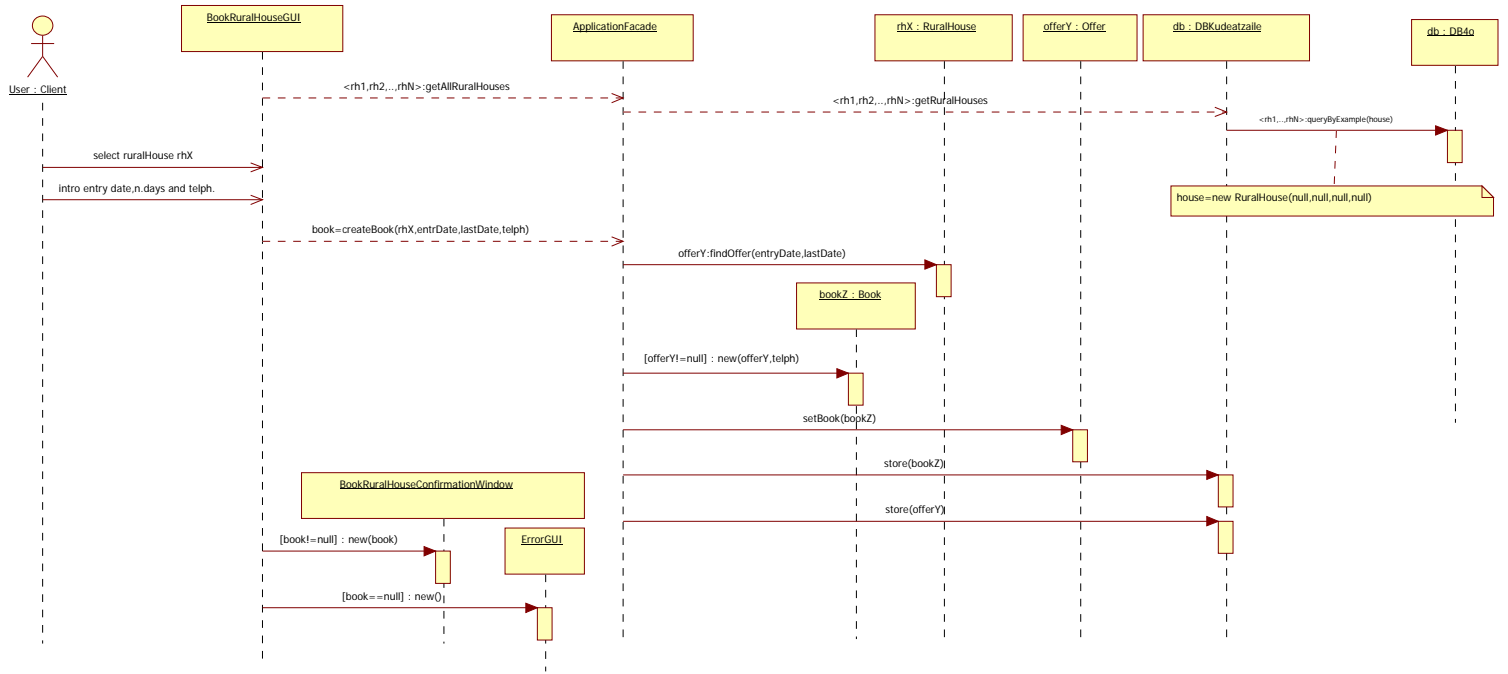 BookRuralHouseGUI
ApplicationFacade
rhX : RuralHouse
offerY : Offer
db : DBKudeatzaile
db : DB4o
User : Client
<rh1,rh2,..,rhN>:getAllRuralHouses
<rh1,rh2,..,rhN>:getRuralHouses
<rh1,..,rhN>:queryByExample(house)
select ruralHouse rhX
intro entry date,n.days and telph.
house=new RuralHouse(null,null,null,null)
book=createBook(rhX,entrDate,lastDate,telph)
offerY:findOffer(entryDate,lastDate)
bookZ : Book
[offerY!=null] : new(offerY,telph)
setBook(bookZ)
store(bookZ)
BookRuralHouseConfirmationWindow
store(offerY)
[book!=null] : new(book)
ErrorGUI
[book==null] : new()